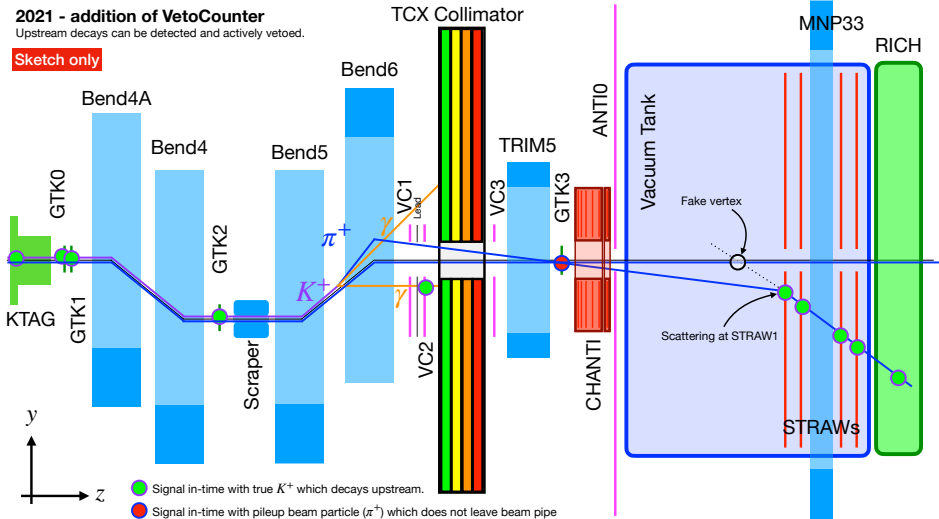 2021 - addition of VetoCounter
Upstream decays can be detected and actively vetoed.
Sketch only
TCX Collimator
MNP33
RICH
Bend4A
Bend4
Bend5
Bend6
TRIM5
KTAG
GTK0
GTK1
GTK2
Scraper
π⁺
K⁺
γ
γ
VC1
Lead
VC2
VC3
GTK3
CHANTI
ANTI0
Vacuum Tank
Fake vertex
Scattering at STRAW1
STRAWs
y
z
Signal in-time with true K⁺ which decays upstream.
Signal in-time with pileup beam particle (π⁺) which does not leave beam pipe